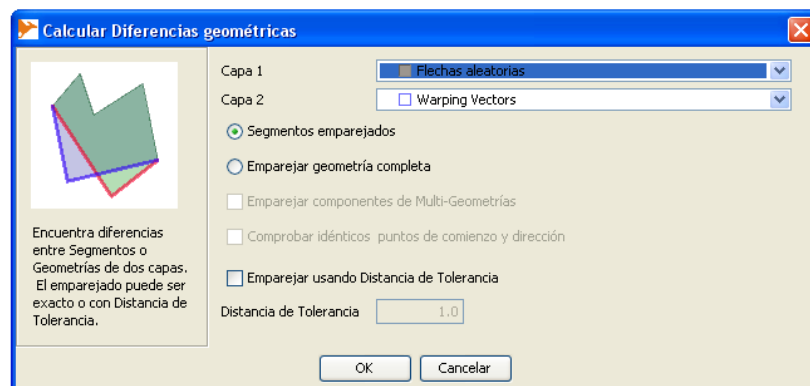 Calcular Diferencias geométricas
Capa 1
Flechas aleatorias
Capa 2
Warping Vectors
Segmentos emparejados
Emparejar geometría completa
Emparejar componentes de Multi-Geometrías
Comprobar idénticos puntos de comienzo y dirección
Emparejar usando Distancia de Tolerancia
Distancia de Tolerancia
1.0
Encuentra diferencias
entre Segmentos o
Geometrías de dos capas.
El emparejado puede ser
exacto o con Distancia de
Tolerancia.
OK
Cancelar